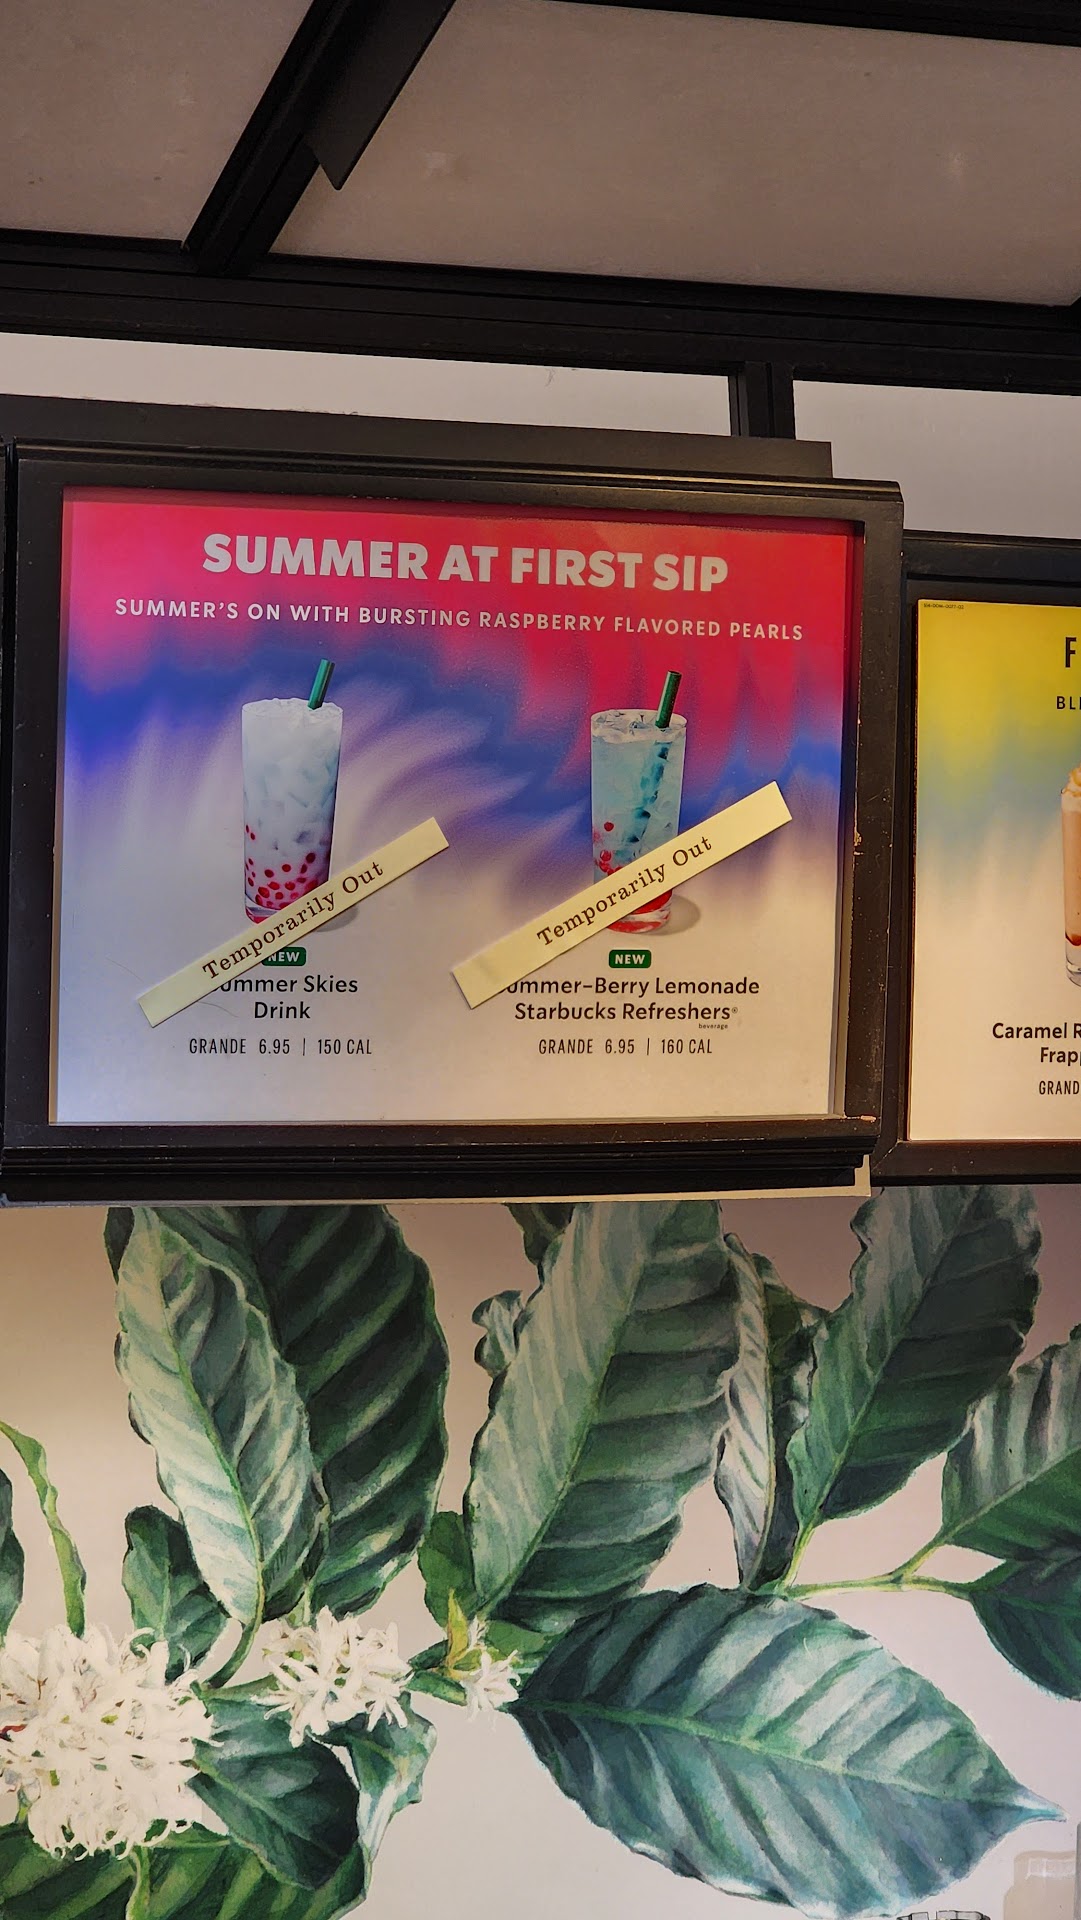 SUMMER AT FIRST SIP
SUMMER'S ON WITH BURSTING RASPBERRY FLAVORED PEARLS
Temporarily Out
NEW
ummer Skies
Drink
GRANDE 6.95 | 150 CAL
Temporarily Out
NEW
ummer-Berry Lemonade
Starbucks Refreshers®
beverage
GRANDE 6.95 | 160 CAL
F
BL
Caramel R
Frap
GRAND